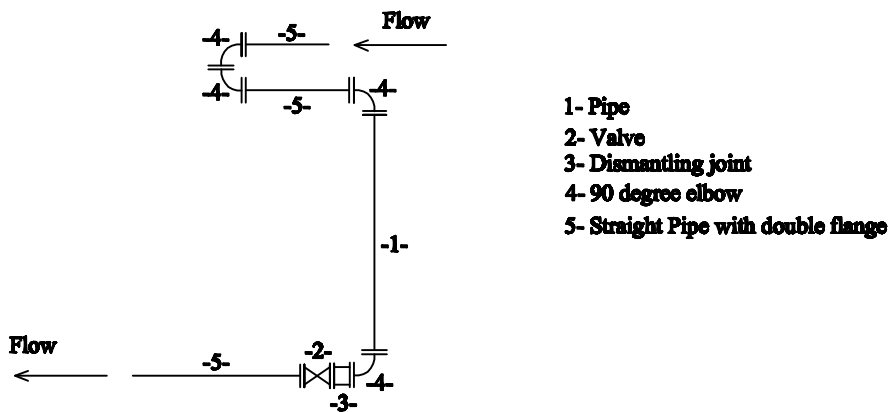 Flow
-4-
-5-
-4-
-5-
-4-
1- Pipe
2- Valve
3- Dismantling joint
4- 90 degree elbow
5- Straight Pipe with double flange
-1-
Flow
-5-
-2-
-4-
-3-